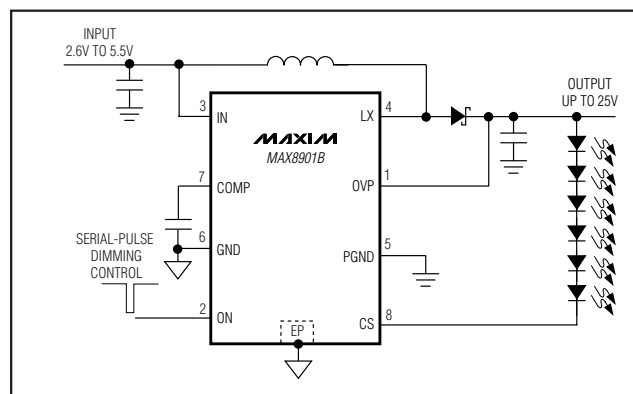 INPUT
2.6V TO 5.5V
OUTPUT
UP TO 25V
3
IN
LX
4
MAXIM
MAX8901B
7
COMP
OVP
1
SERIAL-PULSE
DIMMING
CONTROL
6
GND
PGND
5
2
ON
EP
CS
8